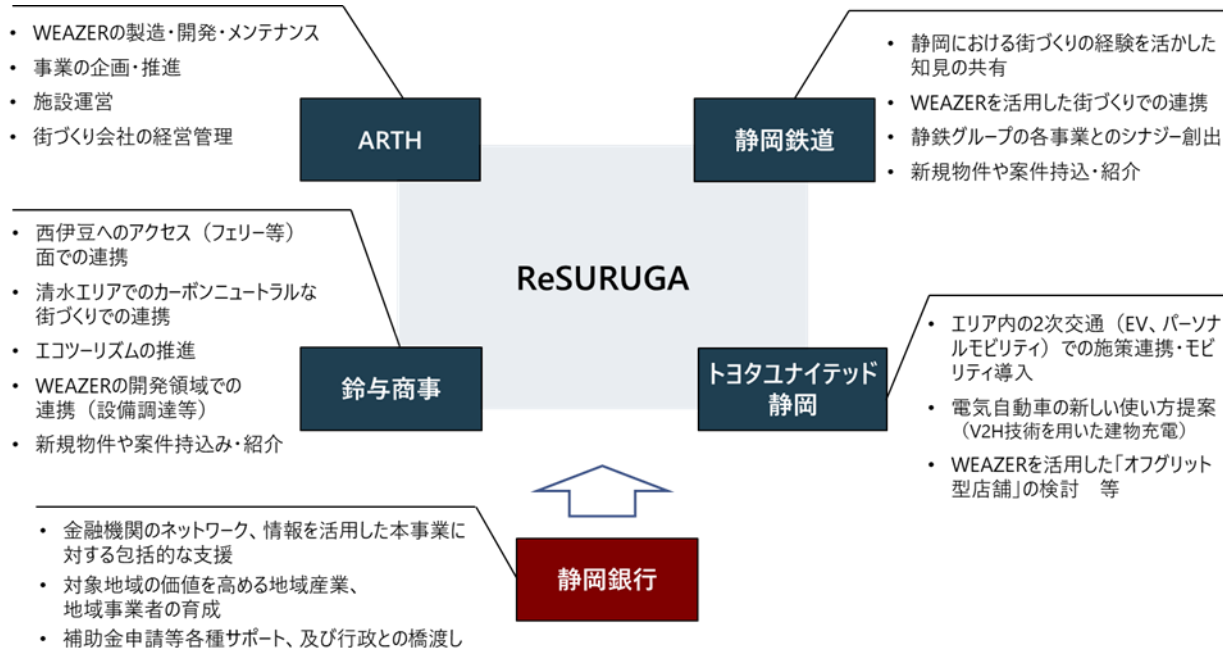 • WEAZERの製造・開発・メンテナンス
• 事業の企画・推進
• 施設運営
• 街づくり会社の経営管理
ARTH
静岡鉄道
• 静岡における街づくりの経験を活かした
知見の共有
• WEAZERを活用した街づくりでの連携
• 静鉄グループの各事業とのシナジー創出
• 新規物件や案件持込・紹介
ReSURUGA
• 西伊豆へのアクセス（フェリー等）
面での連携
• 清水エリアでのカーボンニュートラルな
街づくりでの連携
• エコツーリズムの推進
• WEAZERの開発領域での
連携（設備調達等）
• 新規物件や案件持込み・紹介
鈴与商事
トヨタユナイテッド
静岡
• エリア内の2次交通（EV、パーソナ
ルモビリティ）での施策連携・モビ
リティ導入
• 電気自動車の新しい使い方提案
（V2H技術を用いた建物充電）
• WEAZERを活用した「オフグリット
型店舗」の検討　等
• 金融機関のネットワーク、情報を活用した本事業に
対する包括的な支援
• 対象地域の価値を高める地域産業、
地域事業者の育成
• 補助金申請等各種サポート、及び行政との橋渡し
静岡銀行